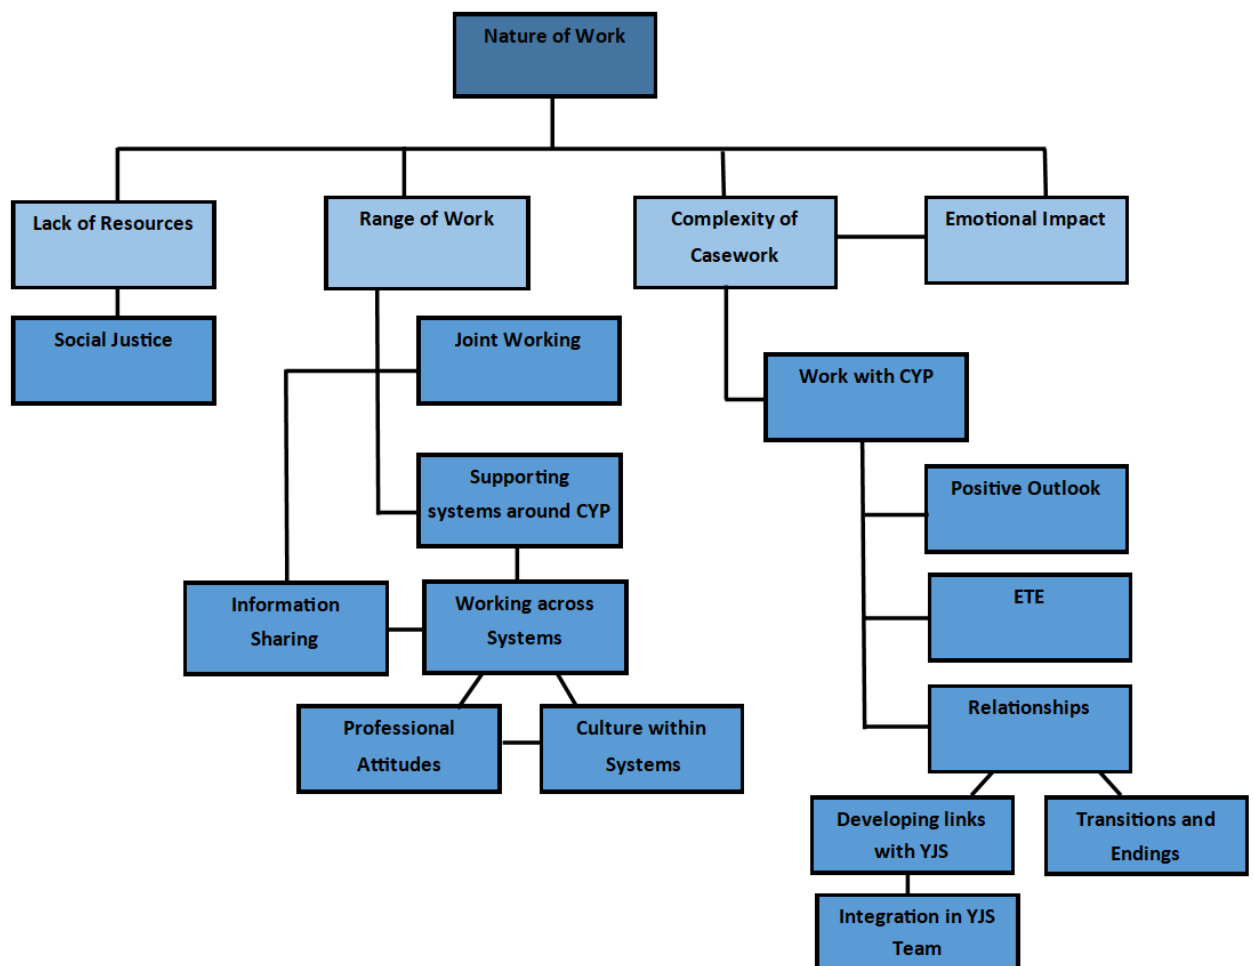 Nature of Work
Lack of Resources
Range of Work
Complexity of
Casework
Emotional Impact
Social Justice
Joint Working
Work with CYP
Supporting
systems around CYP
Positive Outlook
Information
Sharing
Working across
Systems
ETE
Professional
Attitudes
Culture within
Systems
Relationships
Developing links
with YJS
Transitions and
Endings
Integration in YJS
Team